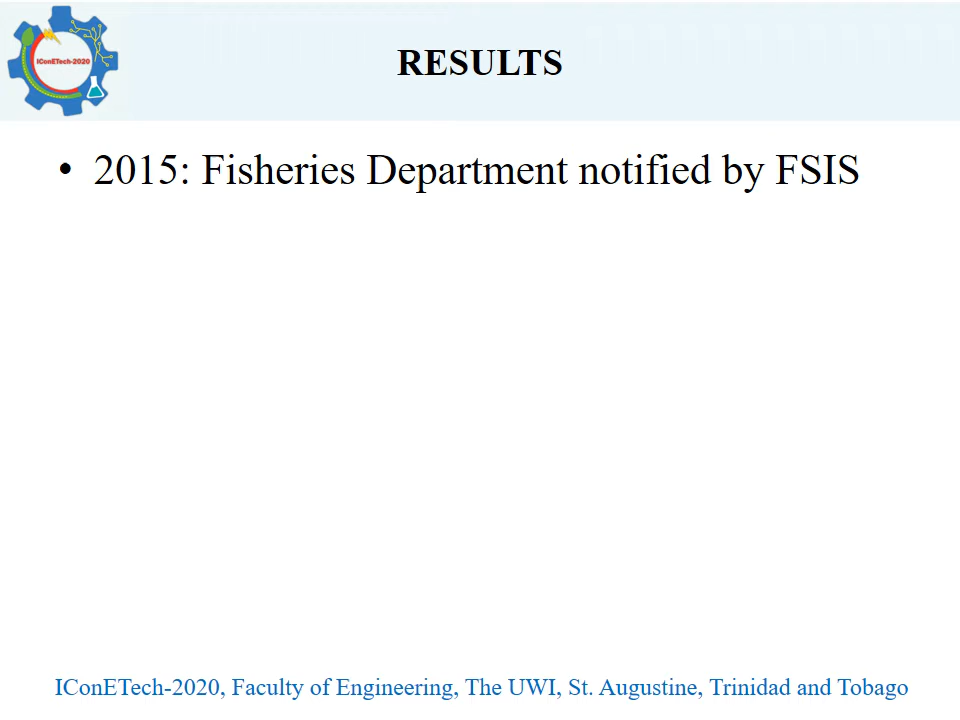 IConETech-2020
RESULTS
• 2015: Fisheries Department notified by FSIS
IConETech-2020, Faculty of Engineering, The UWI, St. Augustine, Trinidad and Tobago